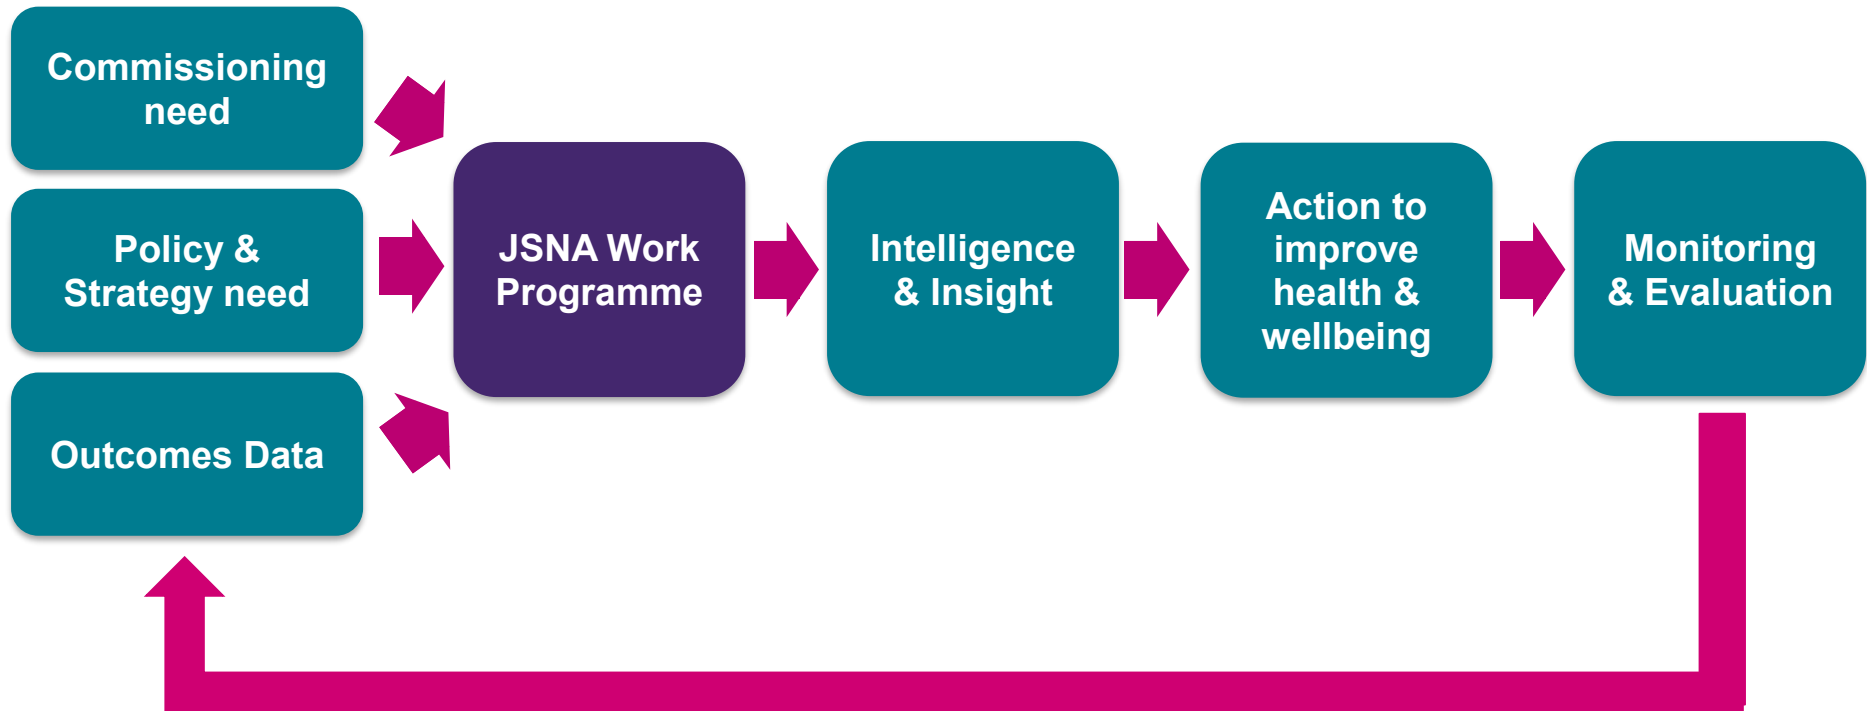 Commissioning
need
Policy &
Strategy need
Outcomes Data
JSNA Work
Programme
Intelligence
& Insight
Action to
improve
health &
wellbeing
Monitoring
& Evaluation